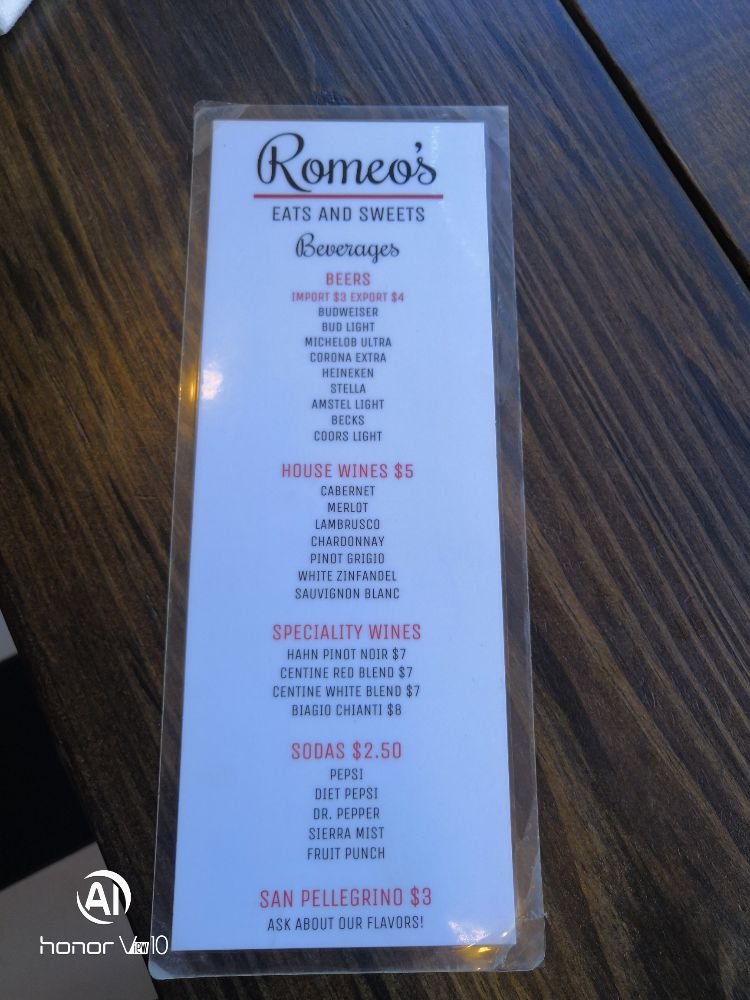 Romeo's
EATS AND SWEETS
Beverages
BEERS
IMPORT $3 EXPORT $4
BUDWEISER
BUD LIGHT
MICHELOB ULTRA
CORONA EXTRA
HEINEKEN
STELLA
AMSTEL LIGHT
BECKS
COORS LIGHT
HOUSE WINES $5
CABERNET
MERLOT
LAMBRUSCO
CHARDONNAY
PINOT GRIGIO
WHITE ZINFANDEL
SAUVIGNON BLANC
SPECIALITY WINES
HAHN PINOT NOIR $7
CENTINE RED BLEND $7
CENTINE WHITE BLEND $7
BIAGIO CHIANTI $8
SODAS $2.50
PEPSI
DIET PEPSI
DR. PEPPER
SIERRA MIST
FRUIT PUNCH
SAN PELLEGRINO $3
ASK ABOUT OUR FLAVORS!
AI
honor View10